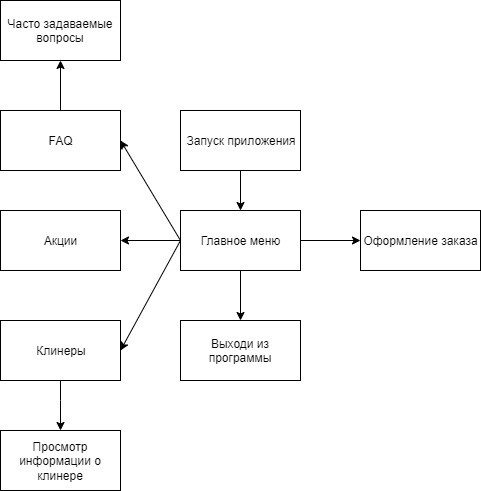 Часто задаваемые
вопросы
FAQ
Запуск приложения
Акции
Главное меню
Оформление заказа
Клинеры
Выходи из
программы
Просмотр
информации о
клинере